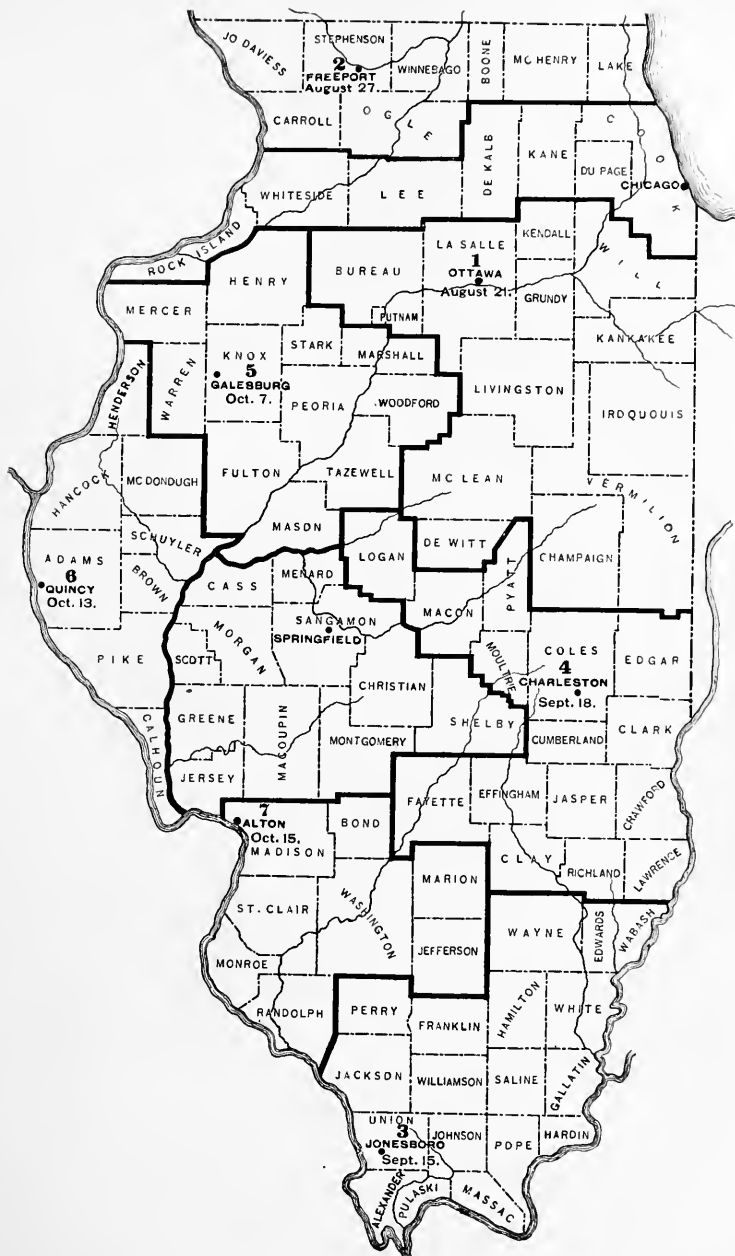 JO DAVIESS
STEPHENSON
2
FREEPORT
August 27.
WINNEBAGO
BOONE
MC HENRY
LAKE
CARROLL
OGLE
DE KALB
KANE
COOK
DU PAGE
CHICAGO
WHITESIDE
LEE
ROCK ISLAND
HENRY
BUREAU
LA SALLE
1
OTTAWA
August 21.
KENDALL
WILL
GRUNDY
PUTNAM
MERCER
KANKAKEE
STARK
MARSHALL
HENDERSON
WARREN
KNOX
5
GALESBURG
Oct. 7.
PEORIA
WOODFORD
LIVINGSTON
IRDQUOIS
HANCOCK
MC DONDUGH
FULTON
TAZEWELL
MC LEAN
VERMILION
MASDN
SCHUYLER
ADAMS
6
QUINCY
Oct. 13.
BROWN
CASS
MENARD
LOGAN
DE WITT
PYATT
CHAMPAIGN
MACON
SANGAMON
SPRINGFIELD
MORGAN
SCOTT
PIKE
CHRISTIAN
MOULTRIE
COLES
4
CHARLESTON
Sept. 18.
EDGAR
CALHOUN
GREENE
MACOUPIN
MONTGOMERY
SHELBY
CUMBERLAND
CLARK
JERSEY
7
ALTON
Oct. 15.
MADISON
BOND
FAYETTE
EFFINGHAM
JASPER
CRAWFORD
CLAY
RICHLAND
LAWRENCE
MARION
ST. CLAIR
WASHINGTON
WAYNE
EDWARDS
WABASH
MONROE
JEFFERSON
RANDOLPH
PERRY
FRANKLIN
HAMILTON
WHITE
JACKSON
WILLIAMSON
SALINE
GALLATIN
UNION
3
JONESBORO
Sept. 15.
JOHNSON
PDPE
HARDIN
ALEXANDER
PULASKI
MASSAC